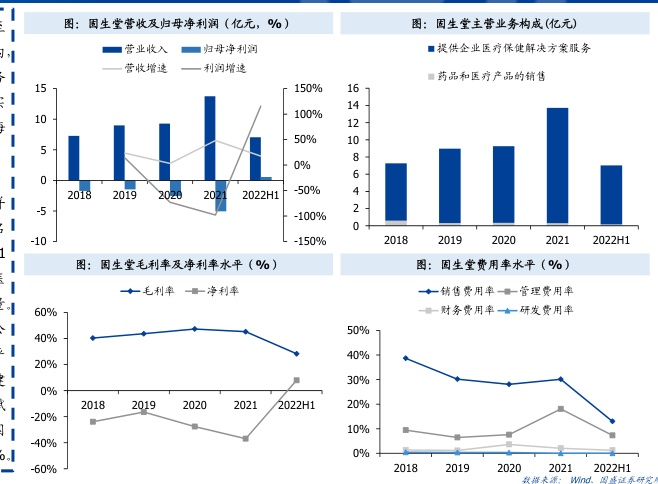 图：固生堂营收及归母净利润（亿元，%）
营业收入 归母净利润
营收增速 利润增速
15 150%
10 100%
5 50%
0 0%
-5 -50%
-10 -100%
-150%
2018 2019 2020 2021 2022H1
图：固生堂主营业务构成(亿元)
提供企业医疗保健解决方案服务
药品和医疗产品的销售
16
14
12
10
8
6
4
2
0
2018 2019 2020 2021 2022H1
图：固生堂毛利率及净利率水平（%）
毛利率 净利率
60%
40%
20%
0%
-20%
-40%
-60%
2018 2019 2020 2021 2022H1
图：固生堂费用率水平（%）
销售费用率 管理费用率
财务费用率 研发费用率
50%
40%
30%
20%
10%
0%
2018 2019 2020 2021 2022H1
数据来源： Wind、国盛证券研究所